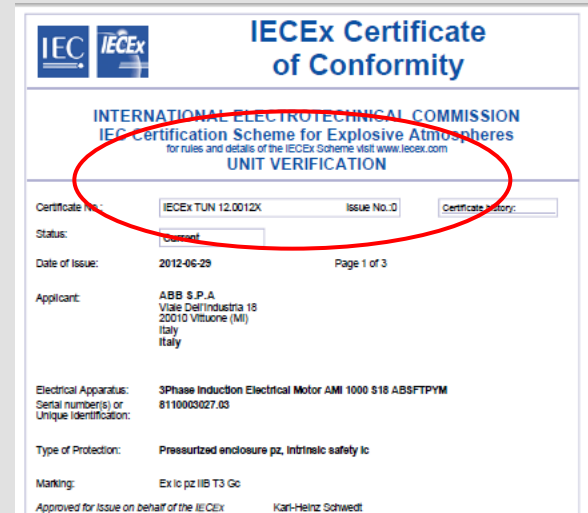 IEC IECEx
IECEx Certificate
of Conformity
INTERNATIONAL ELECTROTECHNICAL COMMISSION
IEC Certification Scheme for Explosive Atmospheres
for rules and details of the IECEx Scheme visit www.iecex.com
UNIT VERIFICATION
Certificate No.: IECEx TUN 12.0012X Issue No.:0 Certificate history:
Status: Current
Date of Issue: 2012-06-29 Page 1 of 3
Applicant: ABB S.P.A
Viale Dell'Industria 18
20010 Vittuone (MI)
Italy
Italy
Electrical Apparatus: 3Phase Induction Electrical Motor AMI 1000 S18 ABSFTPYM
Serial number(s) or 8110003027.03
Unique Identification:
Type of Protection: Pressurized enclosure pz, Intrinsic safety ic
Marking: Ex ic pz IIB T3 Gc
Approved for issue on behalf of the IECEx Karl-Heinz Schwedt